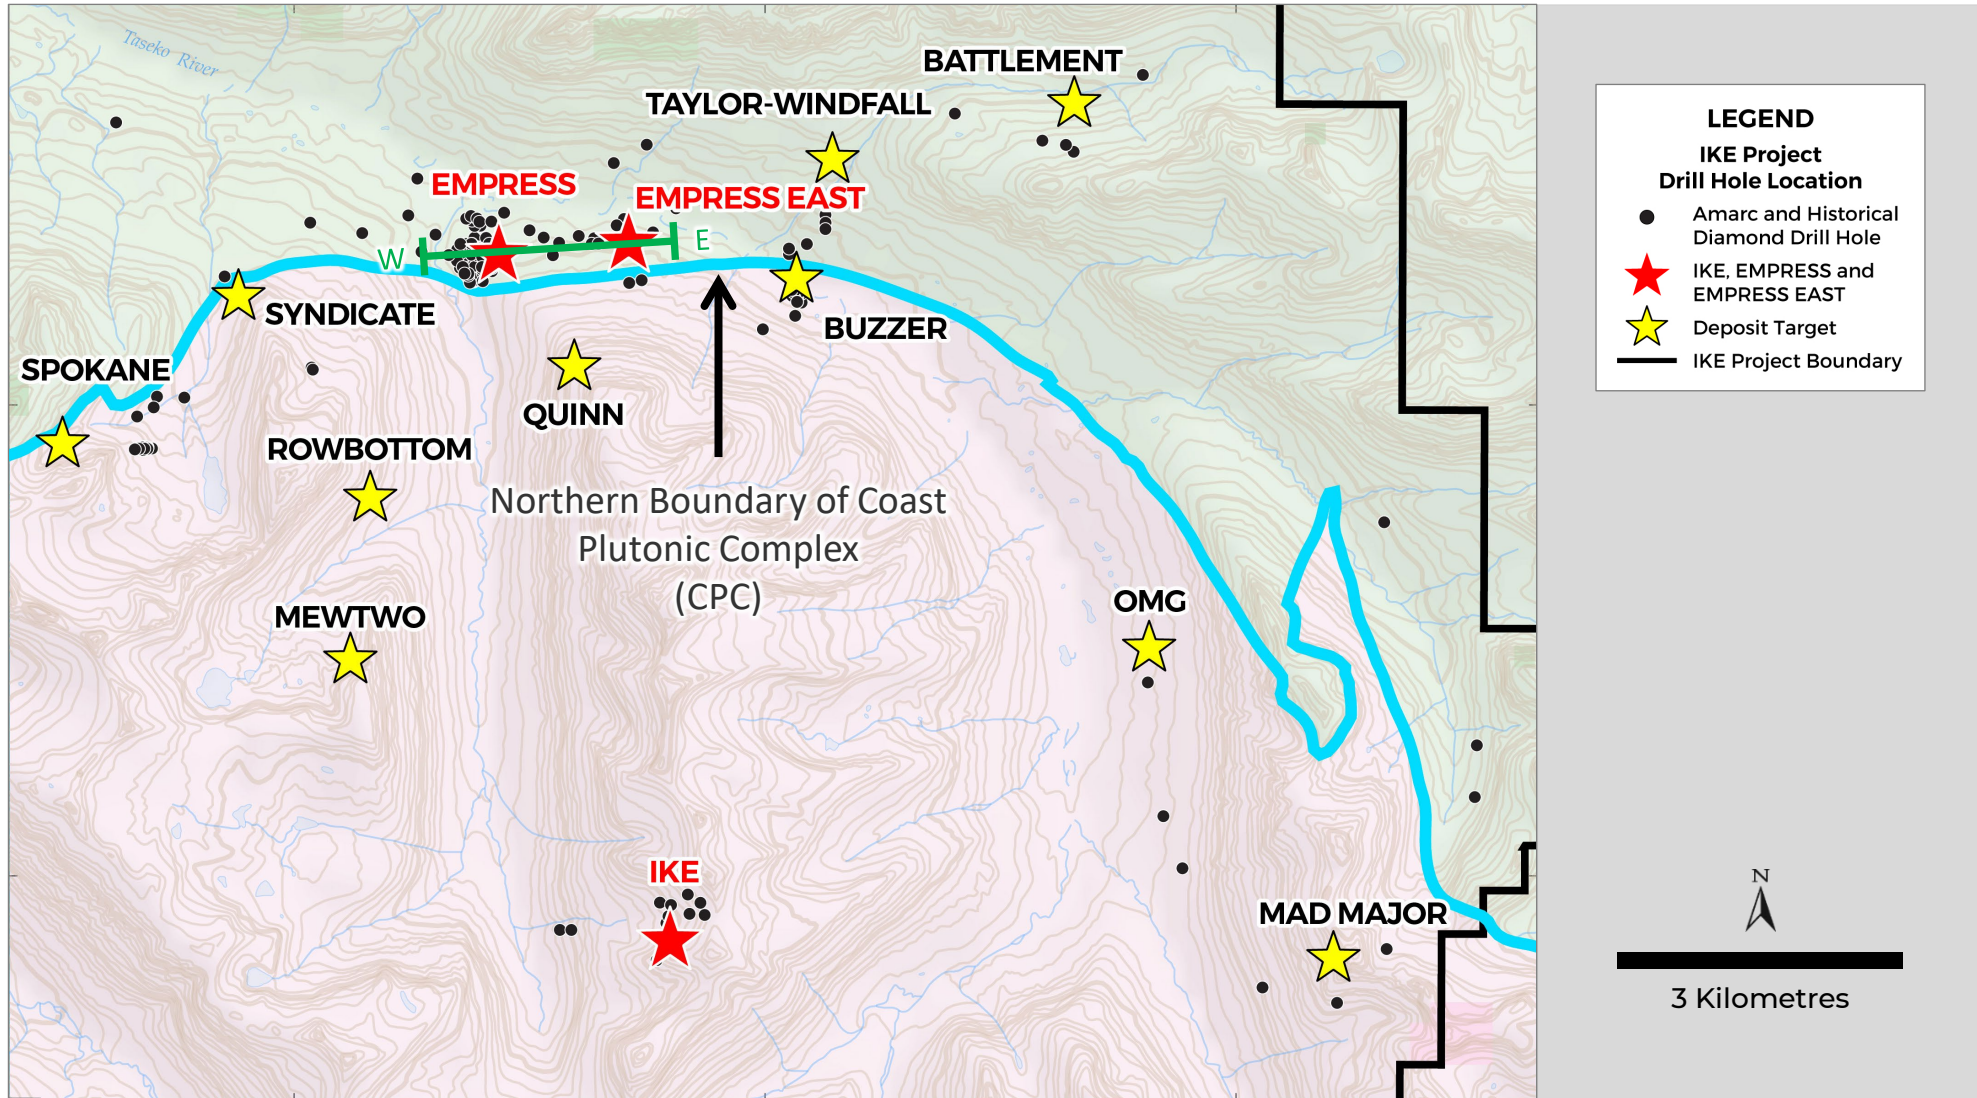 Taseko River
BATTLEMENT
TAYLOR-WINDFALL
EMPRESS
EMPRESS EAST
W
E
SYNDICATE
BUZZER
SPOKANE
QUINN
ROWBOTTOM
Northern Boundary of Coast
Plutonic Complex
(CPC)
MEWTWO
OMG
IKE
MAD MAJOR
LEGEND
IKE Project
Drill Hole Location
Amarc and Historical
Diamond Drill Hole
IKE, EMPRESS and
EMPRESS EAST
Deposit Target
IKE Project Boundary
N
3 Kilometres